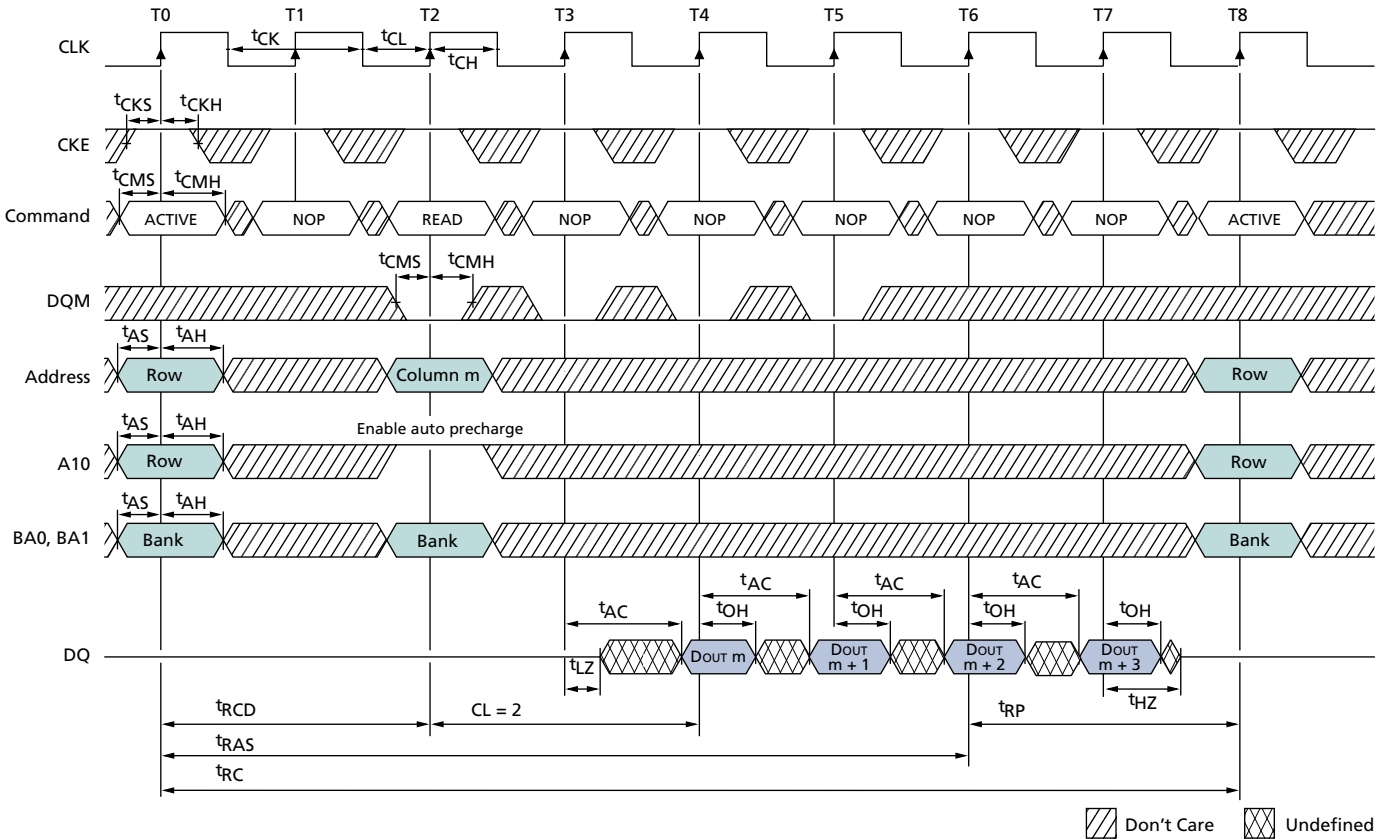 T0 T1 T2 T3 T4 T5 T6 T7 T8
CLK
tCK tCL
tCH
tCKS tCKH
CKE
tCMS tCMH
Command ACTIVE NOP READ NOP NOP NOP NOP NOP ACTIVE
tCMS tCMH
DQM
tAS tAH
Address Row Column m Row
tAS tAH Enable auto precharge
A10 Row Row
tAS tAH
BA0, BA1 Bank Bank Bank
tAC tAC tAC
tAC tOH tOH tOH tOH
DQ DOUT m DOUT m + 1 DOUT m + 2 DOUT m + 3
tLZ tHZ
tRCD CL = 2 tRP
tRAS
tRC
Don't Care Undefined